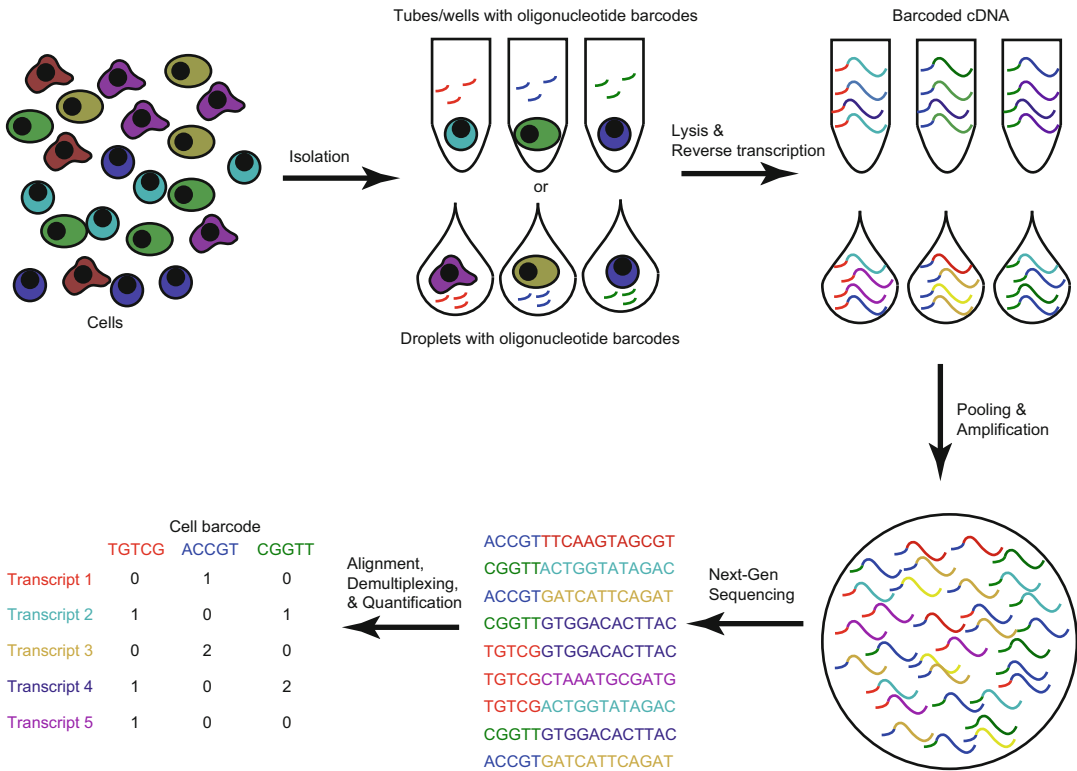 Tubes/wells with oligonucleotide barcodes
Barcoded cDNA
Isolation
Lysis &
Reverse transcription
or
Cells
Droplets with oligonucleotide barcodes
Pooling &
Amplification
Next-Gen
Sequencing
ACCGTTTCAAGTAGCGT
CGGTTACTGGTATAGAC
ACCGTGATCATTCAGAT
CGGTTGTGGACACTTAC
TGTCGGTGGACACTTAC
TGTCGCTAAATGCGATG
TGTCGACTGGTATAGAC
CGGTTGTGGACACTTAC
ACCGTGATCATTCAGAT
Alignment,
Demultiplexing,
& Quantification
Cell barcode
TGTCG ACCGT CGGTT
Transcript 1 0 1 0
Transcript 2 1 0 1
Transcript 3 0 2 0
Transcript 4 1 0 2
Transcript 5 1 0 0